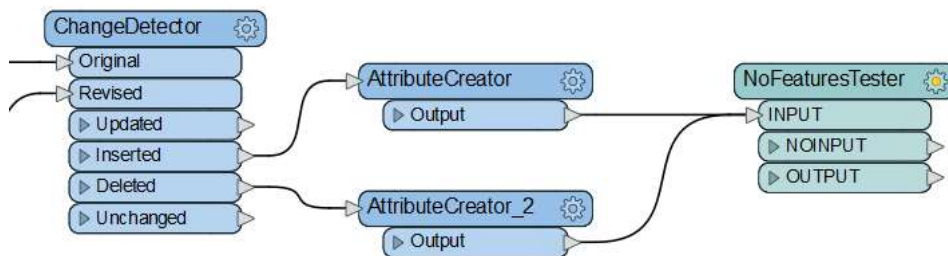 ChangeDetector
Original
Revised
Updated
Inserted
Deleted
Unchanged
AttributeCreator
Output
AttributeCreator_2
Output
NoFeaturesTester
INPUT
NOINPUT
OUTPUT